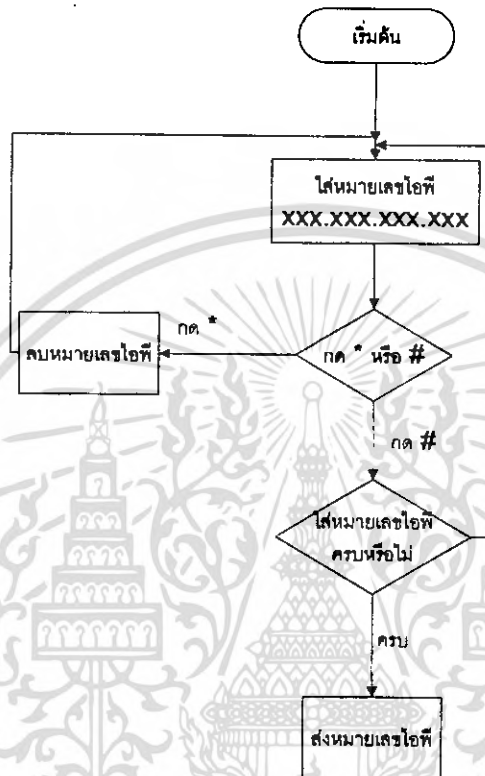 เริ่มต้น
ใส่หมายเลขไอพี
XXX.XXX.XXX.XXX
กด *
ลบหมายเลขไอพี
กด * หรือ #
กด #
ใส่หมายเลขไอพี
ครบหรือไม่
ครบ
ส่งหมายเลขไอพี